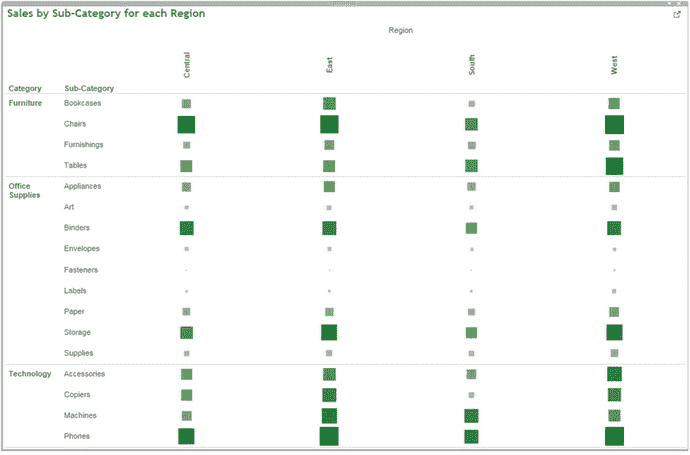 Sales by Sub-Category for each Region
Region
Central East South West
Category Sub-Category
Furniture Bookcases
Chairs
Furnishings
Tables
Office Supplies Appliances
Art
Binders
Envelopes
Fasteners
Labels
Paper
Storage
Supplies
Technology Accessories
Copiers
Machines
Phones